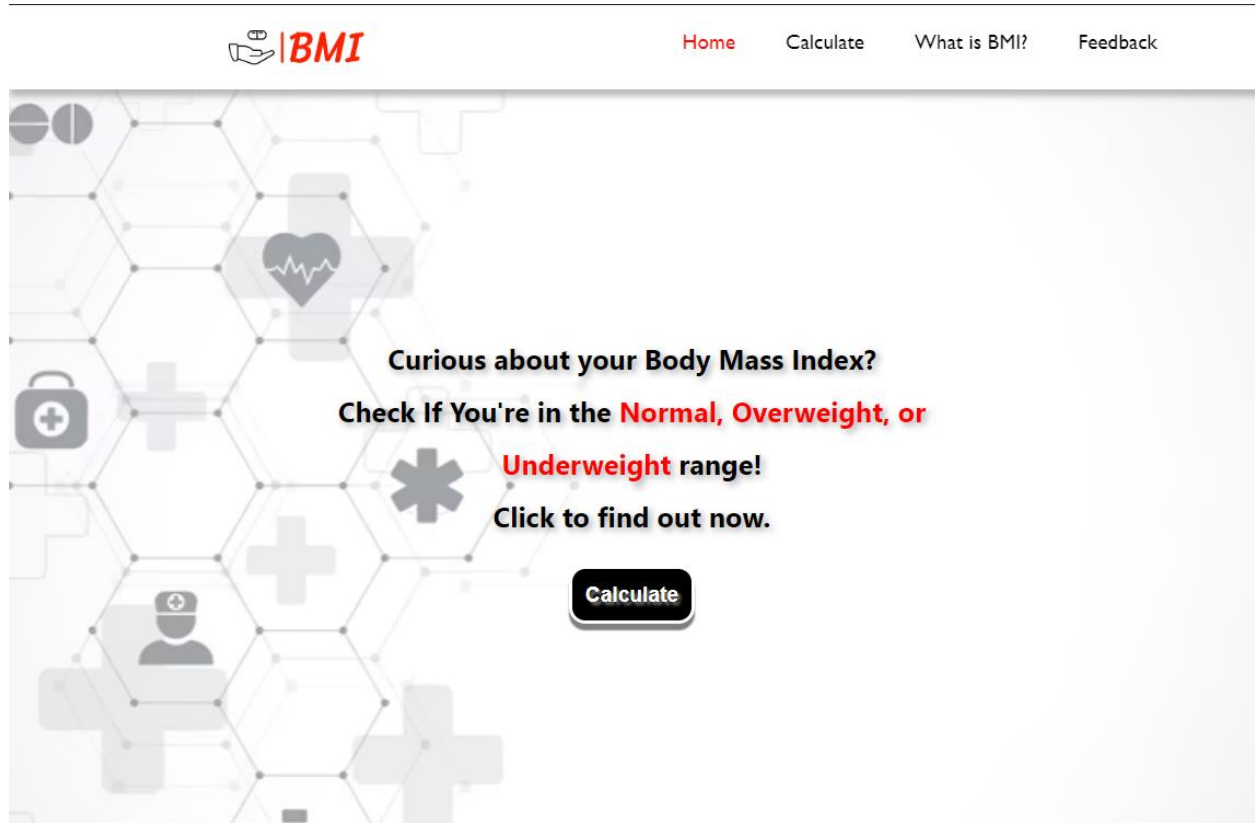 BMI
Home Calculate What is BMI? Feedback
Curious about your Body Mass Index?
Check If You're in the Normal, Overweight, or
Underweight range!
Click to find out now.
Calculate